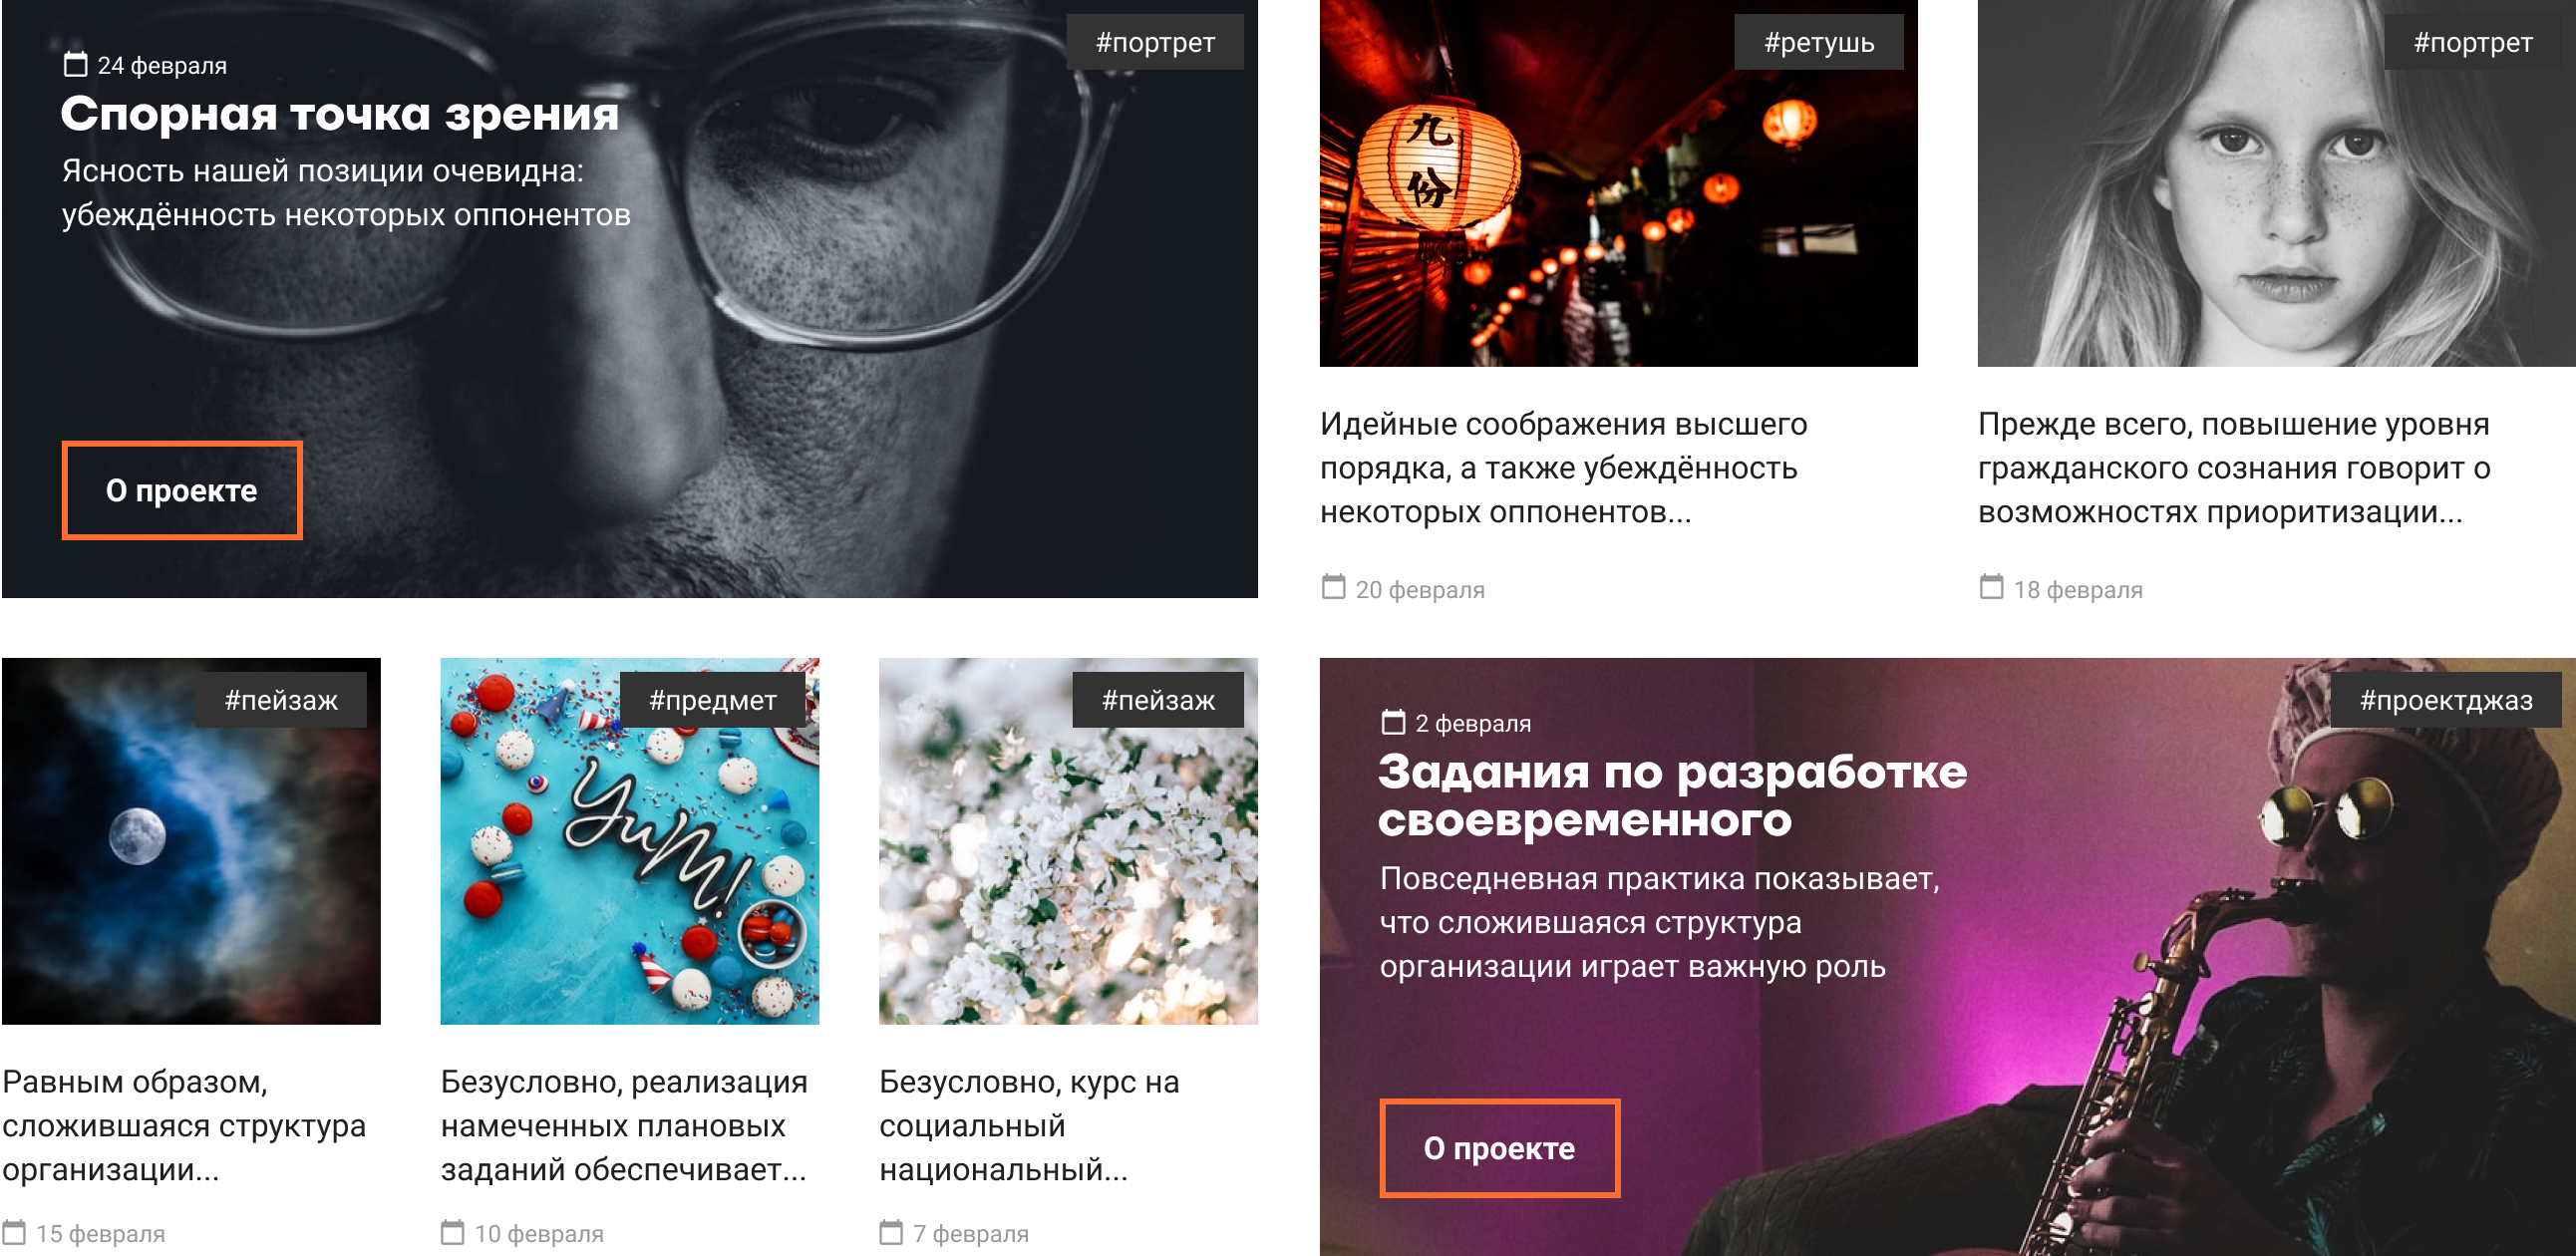 #портрет
24 февраля
Спорная точка зрения
Ясность нашей позиции очевидна:
убеждённость некоторых оппонентов
О проекте
#ретушь
九
份
Идейные соображения высшего
порядка, а также убеждённость
некоторых оппонентов...
20 февраля
#портрет
Прежде всего, повышение уровня
гражданского сознания говорит о
возможностях приоритизации...
18 февраля
#пейзаж
Равным образом,
сложившаяся структура
организации...
15 февраля
#предмет
Yum!
Безусловно, реализация
намеченных плановых
заданий обеспечивает...
10 февраля
#пейзаж
Безусловно, курс на
социальный
национальный...
7 февраля
#проектджаз
2 февраля
Задания по разработке
своевременного
Повседневная практика показывает,
что сложившаяся структура
организации играет важную роль
О проекте